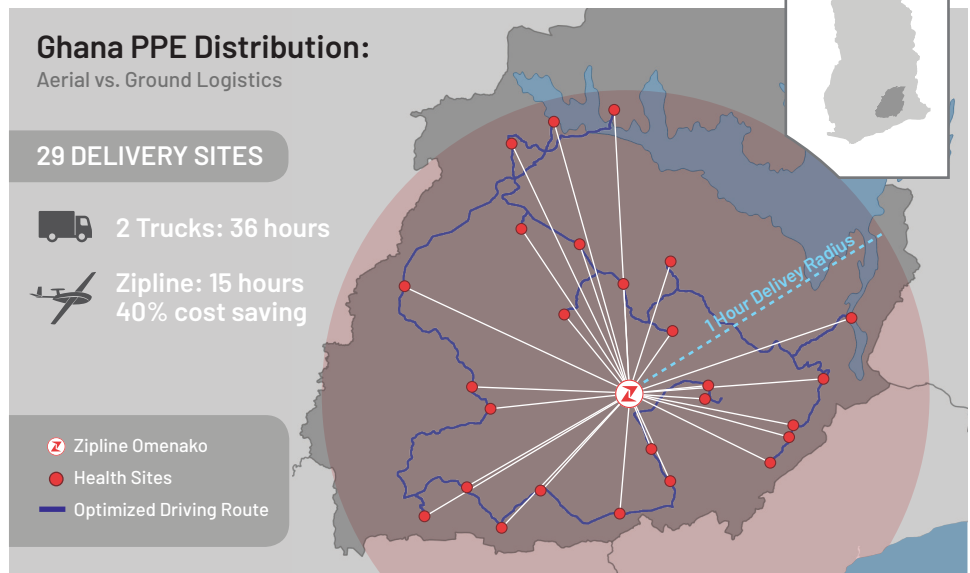 Ghana PPE Distribution:
Aerial vs. Ground Logistics
29 DELIVERY SITES
2 Trucks: 36 hours
Zipline: 15 hours
40% cost saving
1 Hour Delivey Radius
Zipline Omenako
Health Sites
Optimized Driving Route